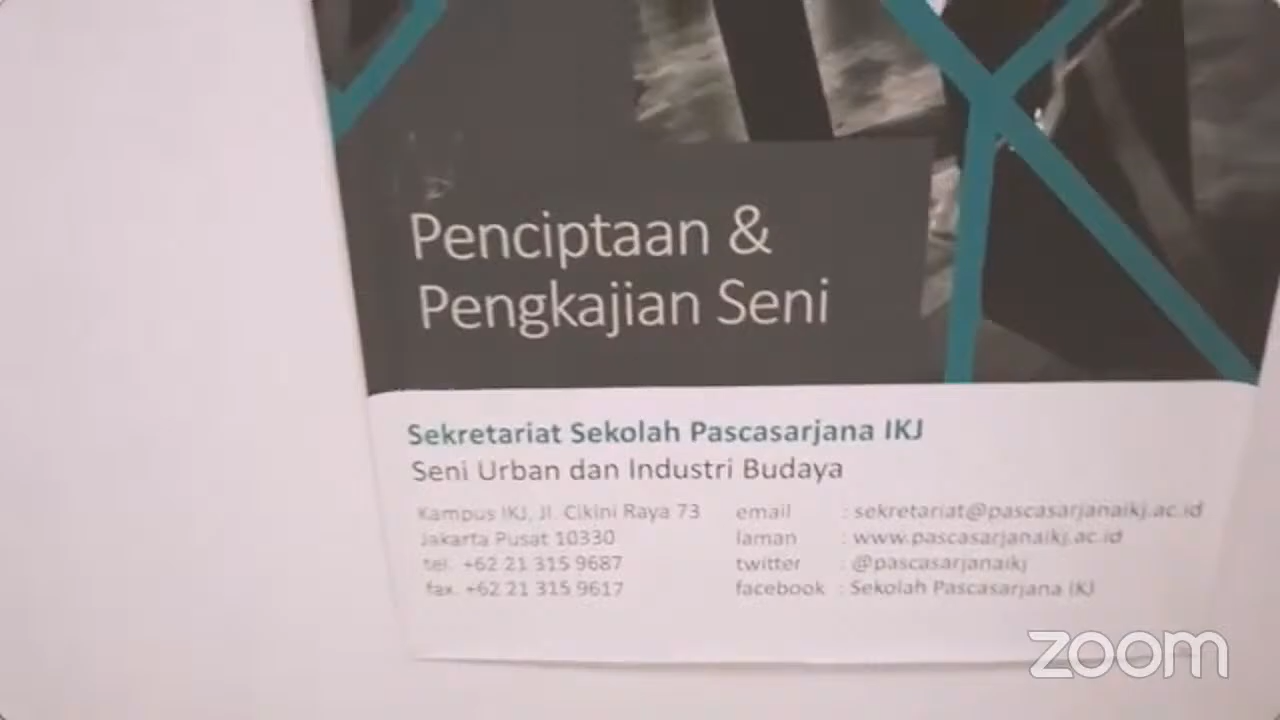 Penciptaan &
Pengkajian Seni
Sekretariat Sekolah Pascasarjana IKJ
Seni Urban dan Industri Budaya
Kampus IKJ, Jl. Cikini Raya 73
Jakarta Pusat 10330
tel. +62 21 315 9687
fax. +62 21 315 9617
email : sekretariat@pascasarjanaikj.ac.id
laman : www.pascasarjanaikj.ac.id
twitter : @pascasarjanaikj
facebook : Sekolah Pascasarjana IKJ
zoom